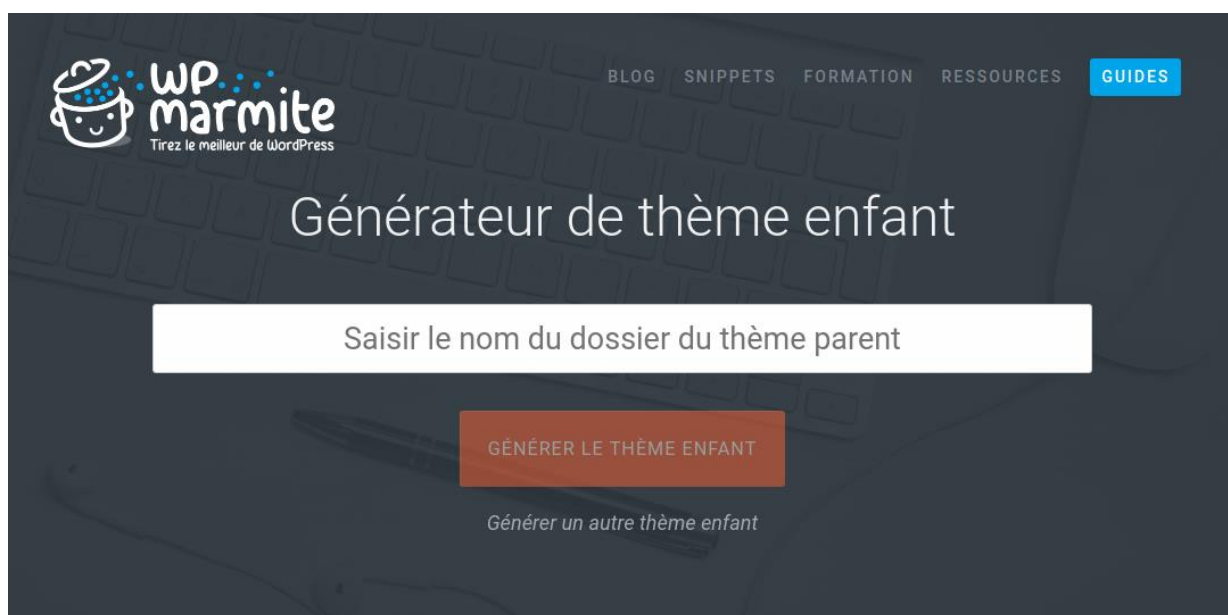 WP
marmite
Tirez le meilleur de WordPress
BLOG SNIPPETS FORMATION RESSOURCES GUIDES
Générateur de thème enfant
Saisir le nom du dossier du thème parent
GÉNÉRER LE THÈME ENFANT
Générer un autre thème enfant